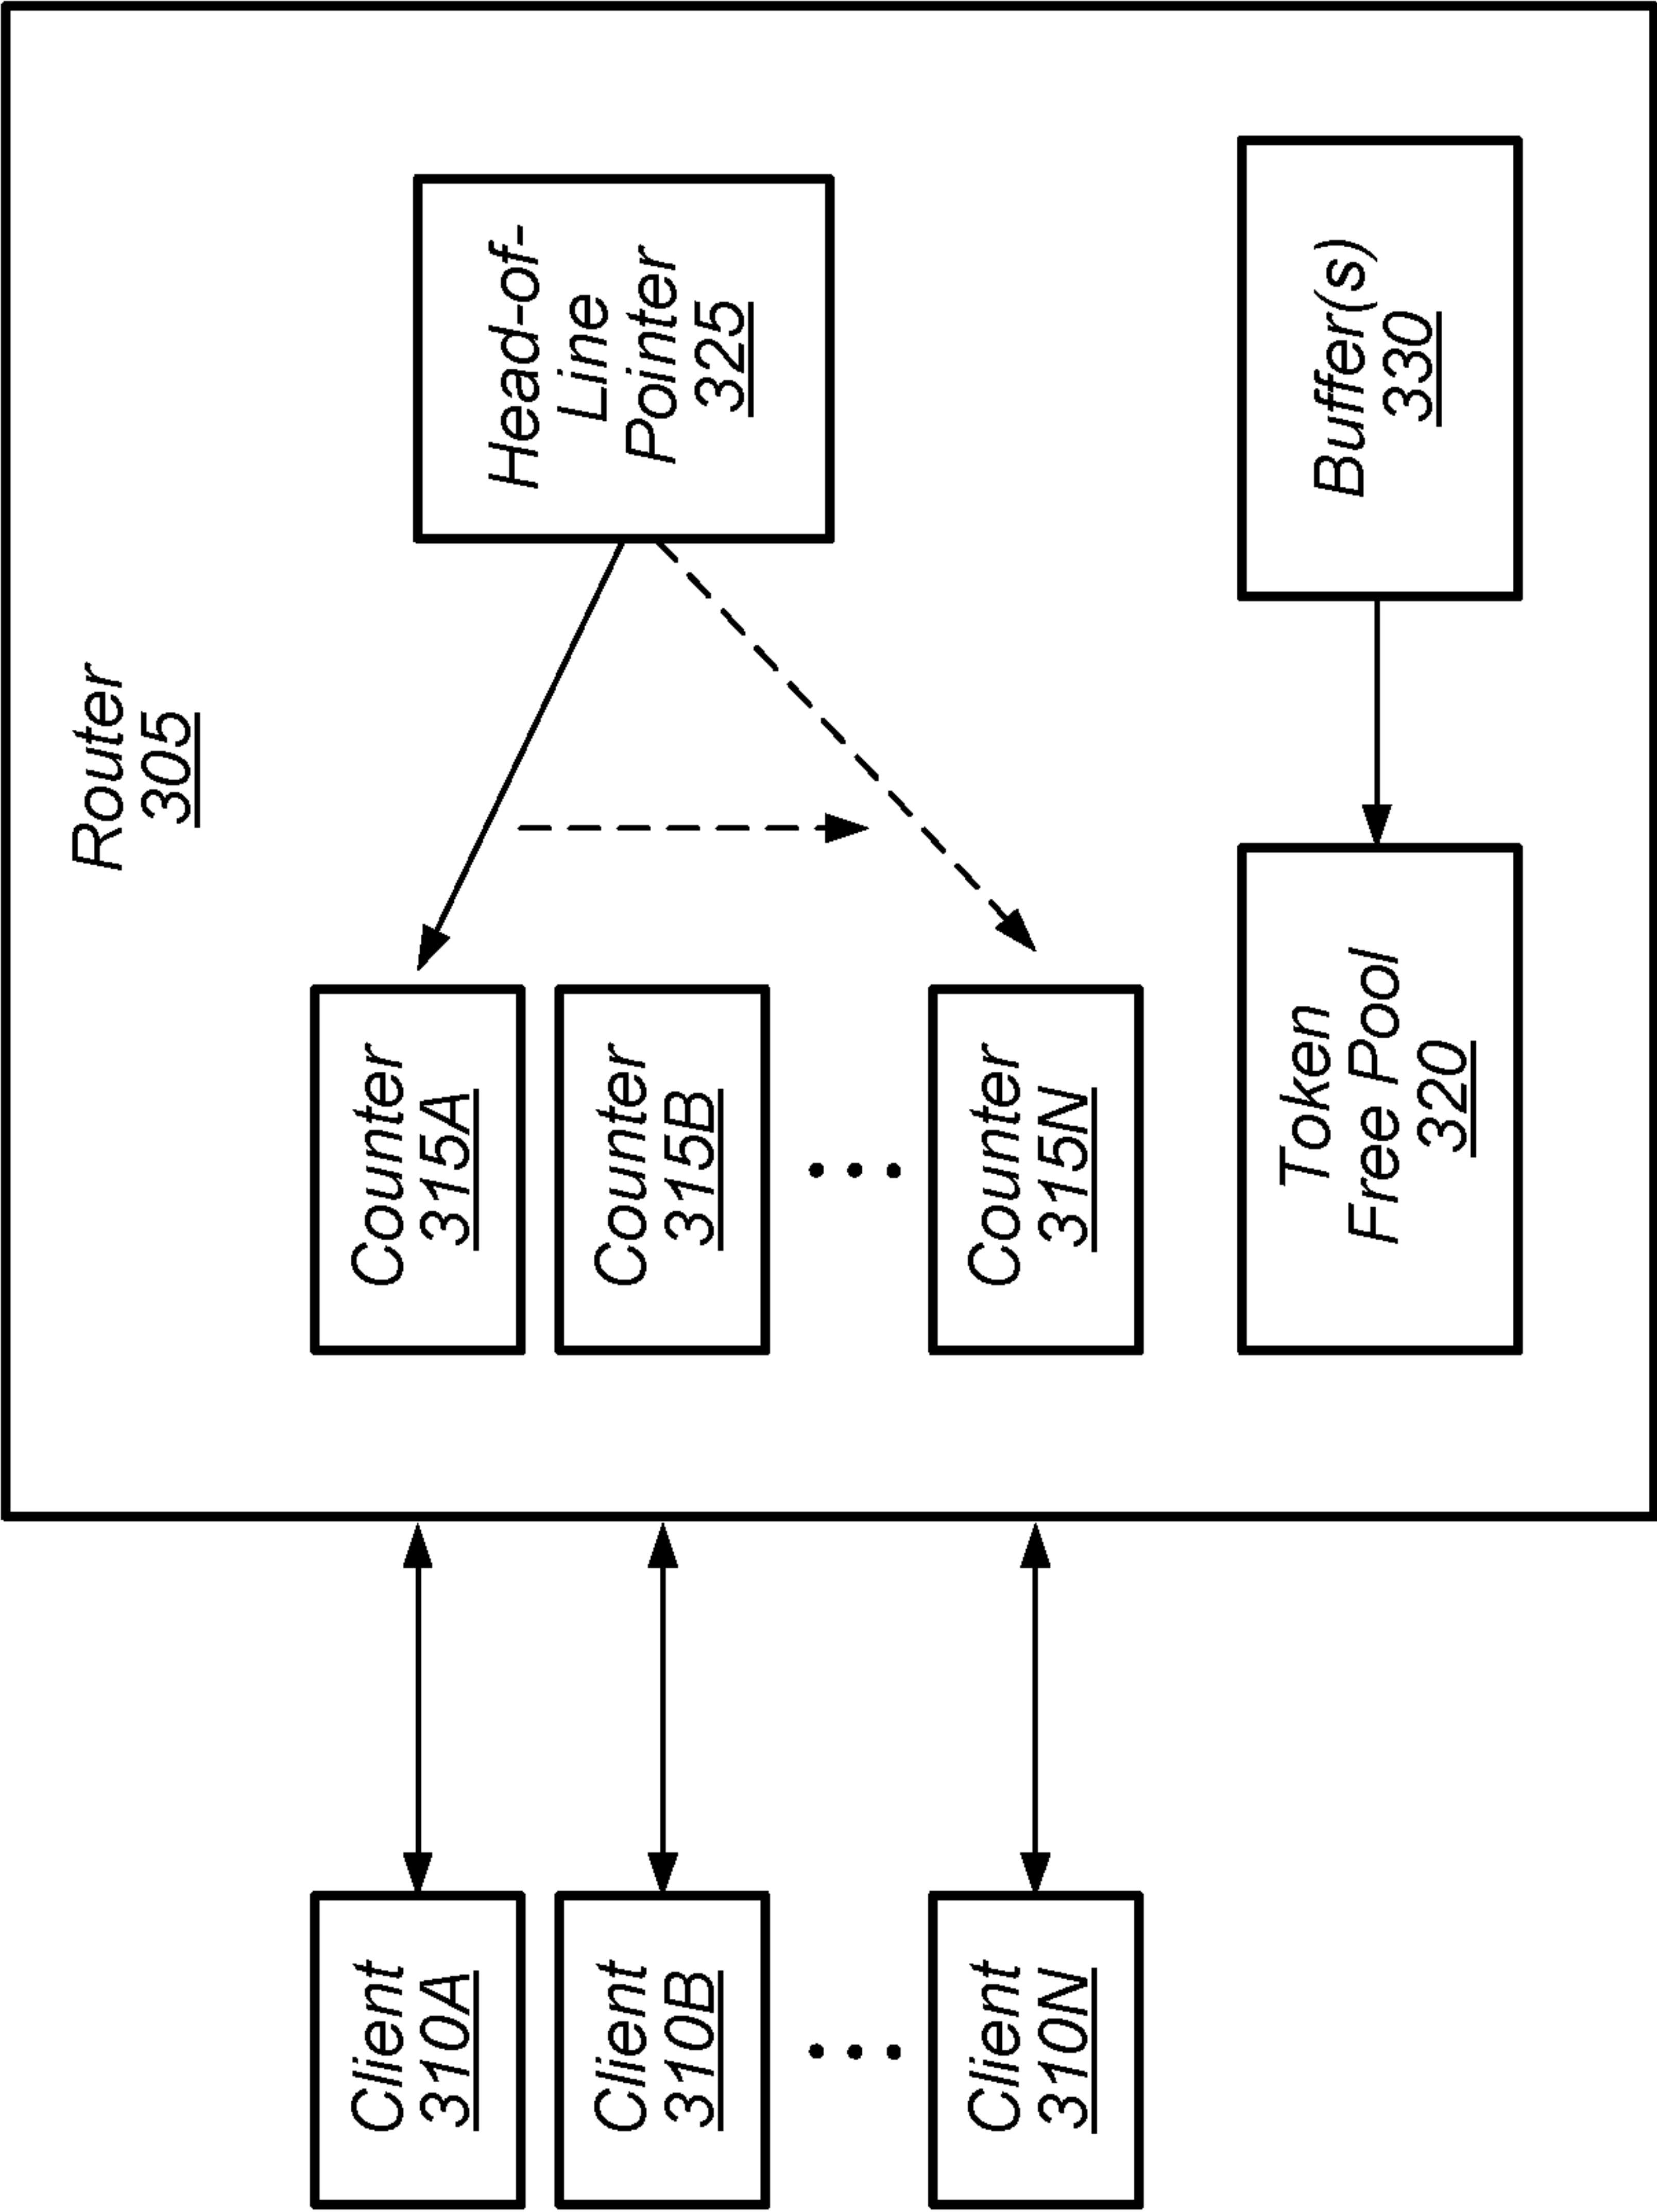 Router
305
Client
310A
Client
310B
Client
310N
Counter
315A
Counter
315B
Counter
315N
Head-of-
Line
Pointer
325
Token
Free Pool
320
Buffer(s)
330